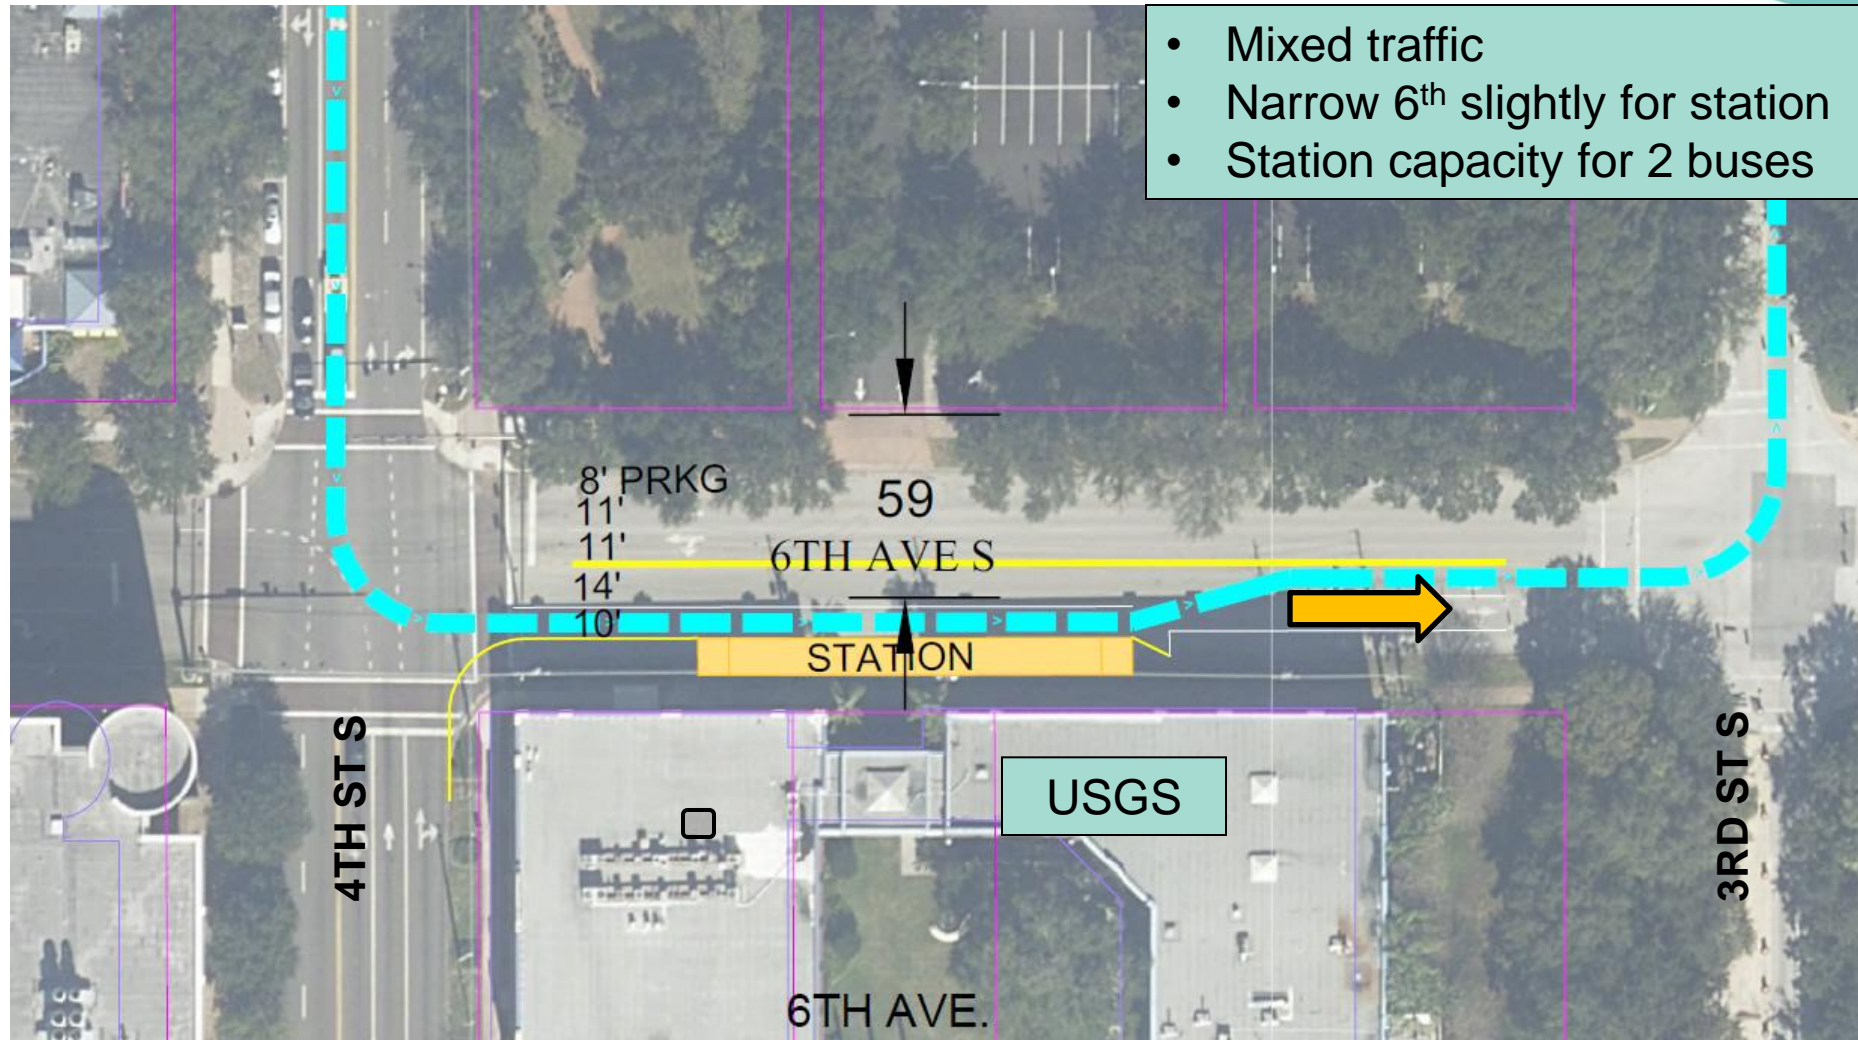 • Mixed traffic
• Narrow 6th slightly for station
• Station capacity for 2 buses
8' PRKG
11'
11'
14'
10'
59
6TH AVE S
STATION
USGS
4TH ST S
3RD ST S
6TH AVE.